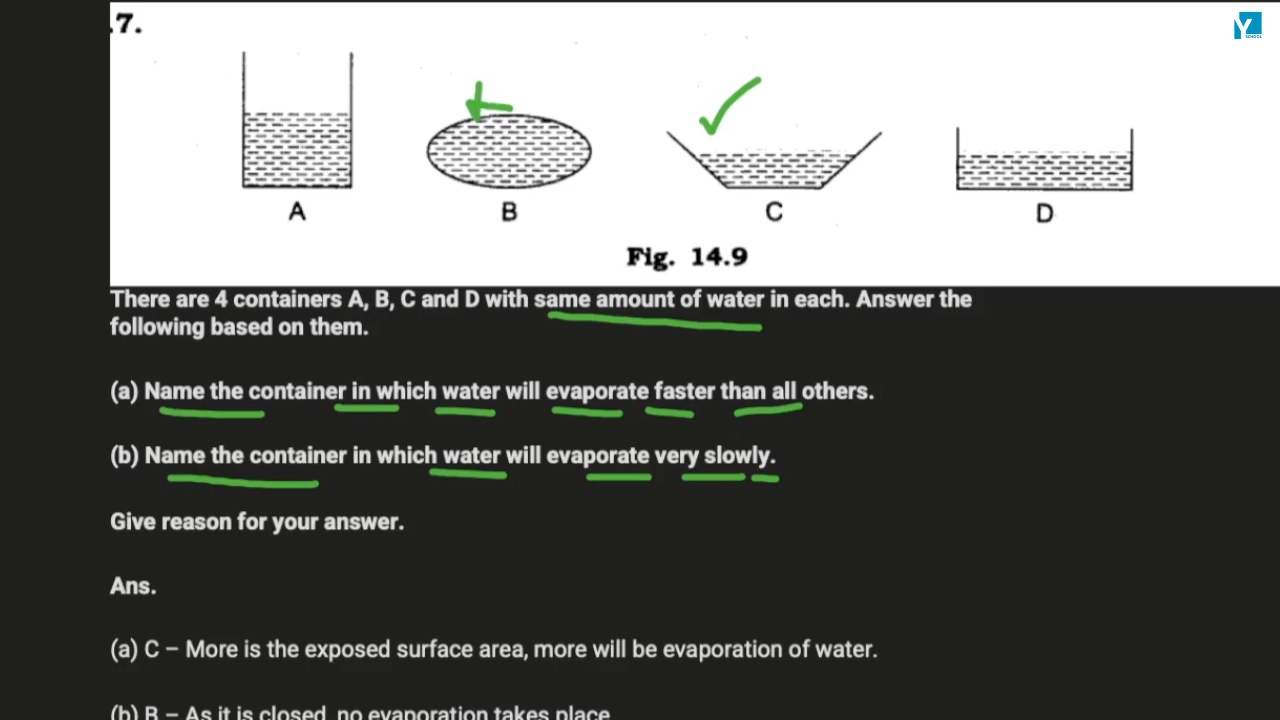 .7.
Y
SCHOOL
A B C D
Fig. 14.9
There are 4 containers A, B, C and D with same amount of water in each. Answer the
following based on them.
(a) Name the container in which water will evaporate faster than all others.
(b) Name the container in which water will evaporate very slowly.
Give reason for your answer.
Ans.
(a) C – More is the exposed surface area, more will be evaporation of water.
(b) B – As it is closed, no evaporation takes place